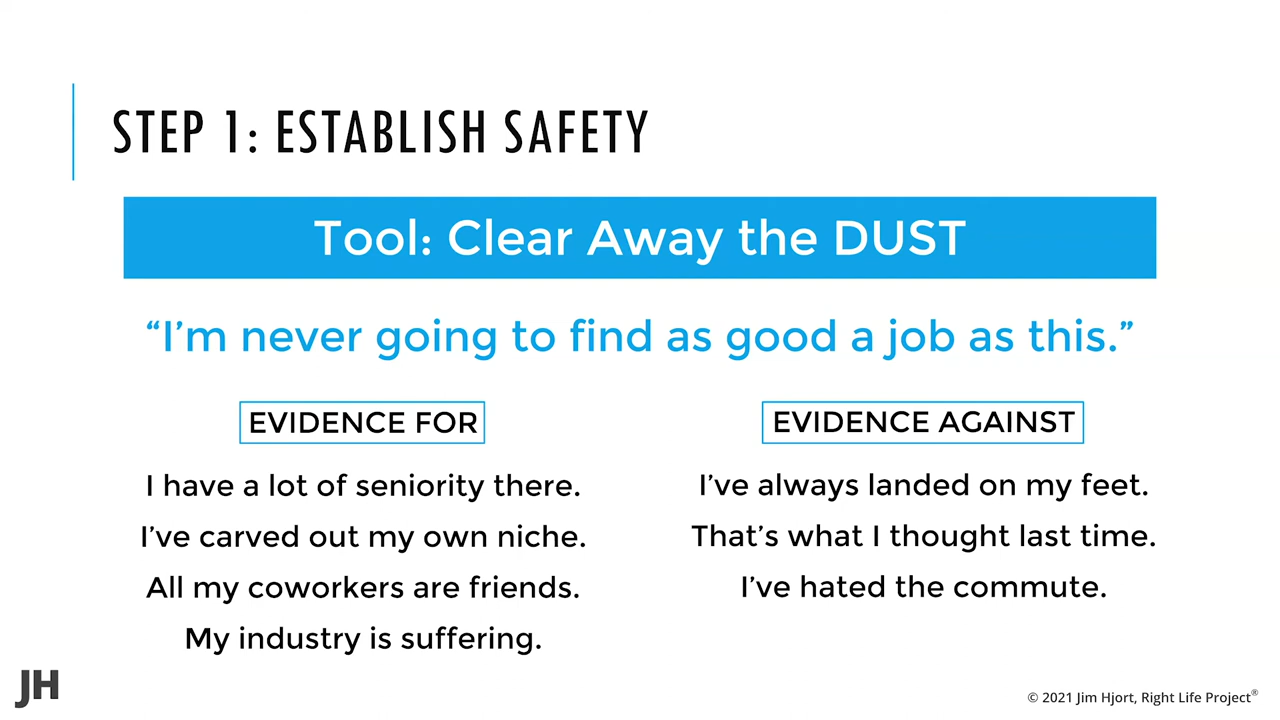 STEP 1: ESTABLISH SAFETY
Tool: Clear Away the DUST
“I’m never going to find as good a job as this.”
EVIDENCE FOR
I have a lot of seniority there.
I’ve carved out my own niche.
All my coworkers are friends.
My industry is suffering.
EVIDENCE AGAINST
I’ve always landed on my feet.
That’s what I thought last time.
I’ve hated the commute.
JH
© 2021 Jim Hjort, Right Life Project®